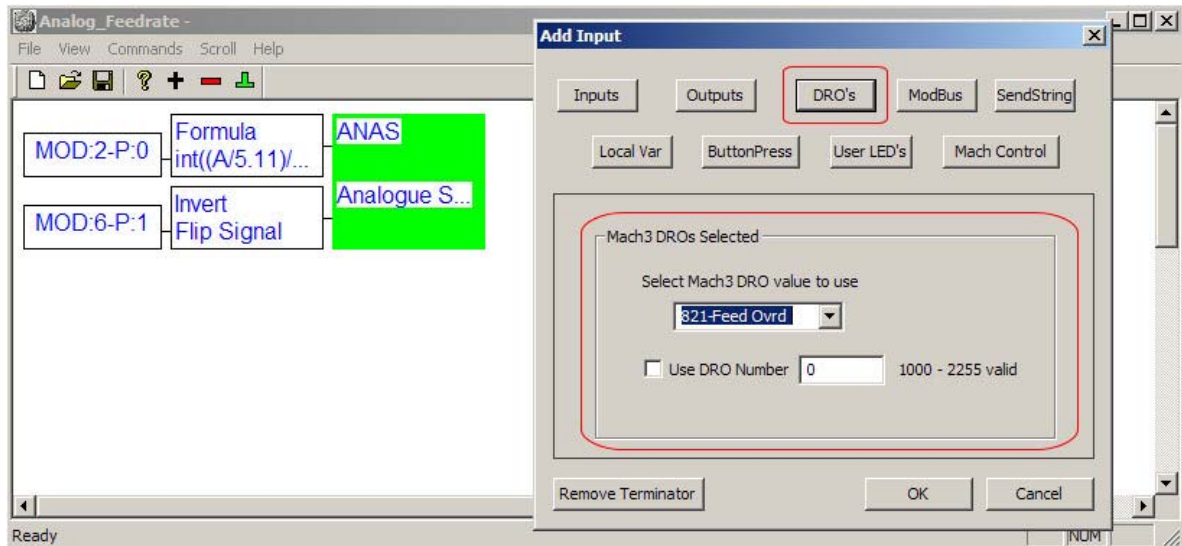 Analog_Feedrate -
File View Commands Scroll Help
MOD:2-P:0
Formula
int((A/5.11)/...
ANAS
MOD:6-P:1
Invert
Flip Signal
Analogue S...
Ready
NUM
Add Input
Inputs Outputs DRO's ModBus SendString
Local Var ButtonPress User LED's Mach Control
Mach3 DROs Selected
Select Mach3 DRO value to use
821-Feed Ovrd
Use DRO Number 0 1000 - 2255 valid
Remove Terminator OK Cancel